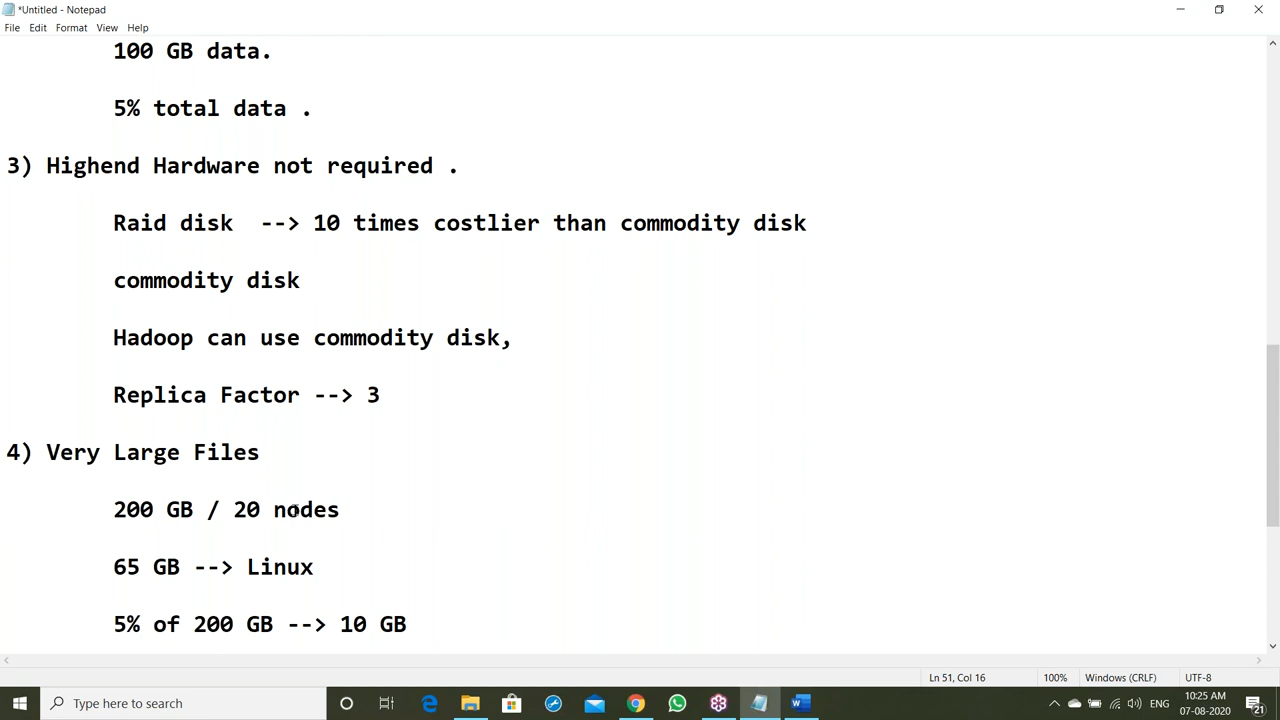 *Untitled - Notepad
File Edit Format View Help
100 GB data.
5% total data .
3) Highend Hardware not required .
Raid disk --> 10 times costlier than commodity disk
commodity disk
Hadoop can use commodity disk,
Replica Factor --> 3
4) Very Large Files
200 GB / 20 nodes
65 GB --> Linux
5% of 200 GB --> 10 GB
Ln 51, Col 16 100% Windows (CRLF) UTF-8
Type here to search
ENG
10:25 AM
07-08-2020
21